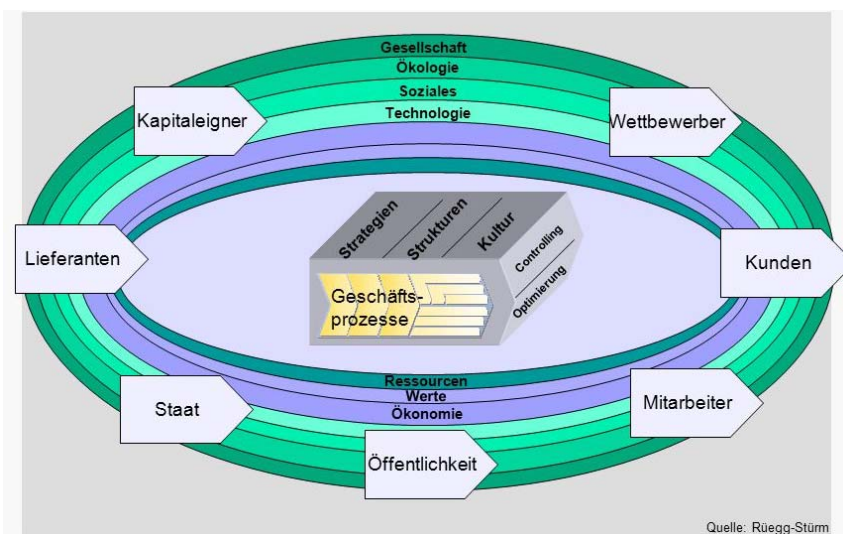 Gesellschaft
Ökologie
Soziales
Technologie
Kapitaleigner
Wettbewerber
Strategien
Strukturen
Kultur
Controlling
Optimierung
Lieferanten
Kunden
Geschäfts-
prozesse
Ressourcen
Werte
Ökonomie
Staat
Mitarbeiter
Öffentlichkeit
Quelle: Rüegg-Stürm